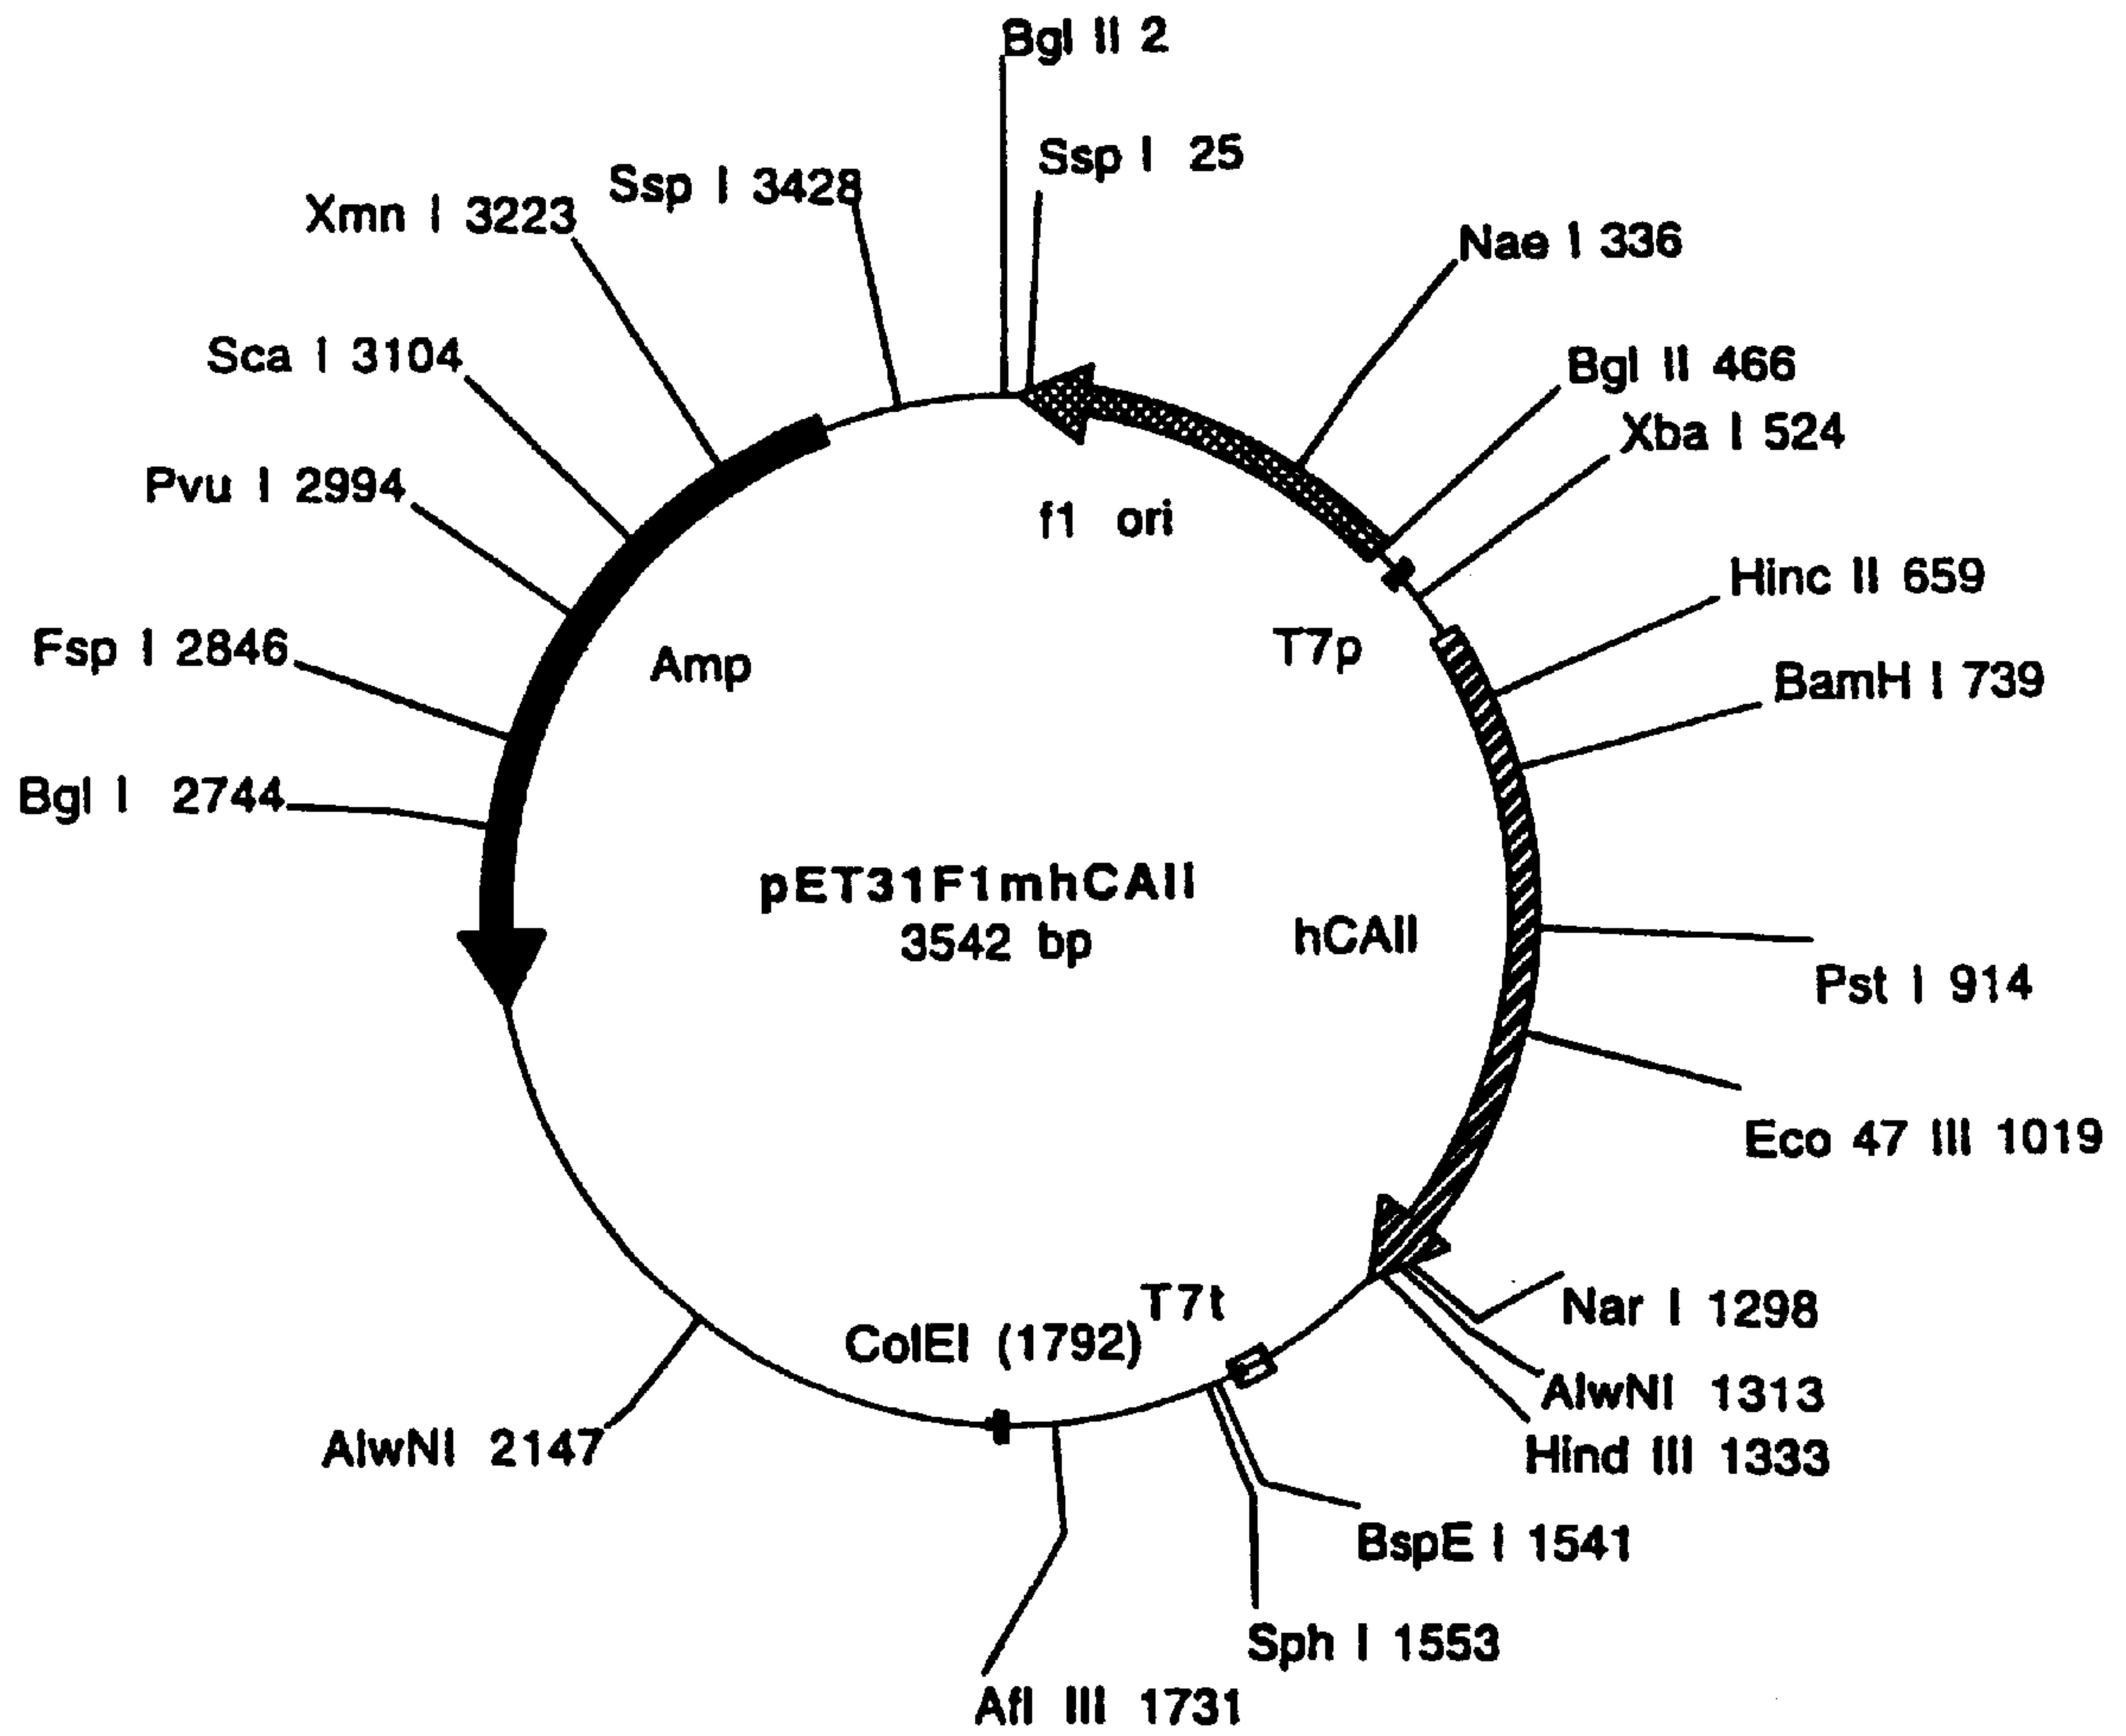 Bgl II 2
Ssp I 25
Ssp I 3428
Xmn I 3223
Nae I 336
Sca I 3104
Bgl II 466
Xba I 524
Pvu I 2994
f1 ori
Hinc II 659
Fsp I 2846
Amp
T7p
BamH I 739
Bgl I 2744
pET31F1mhCAII
3542 bp
hCAII
Pst I 914
Eco 47 III 1019
T7t
Nar I 1298
ColEI (1792)
AlwNI 1313
AlwNI 2147
Hind III 1333
BspE I 1541
Sph I 1553
Afl III 1731